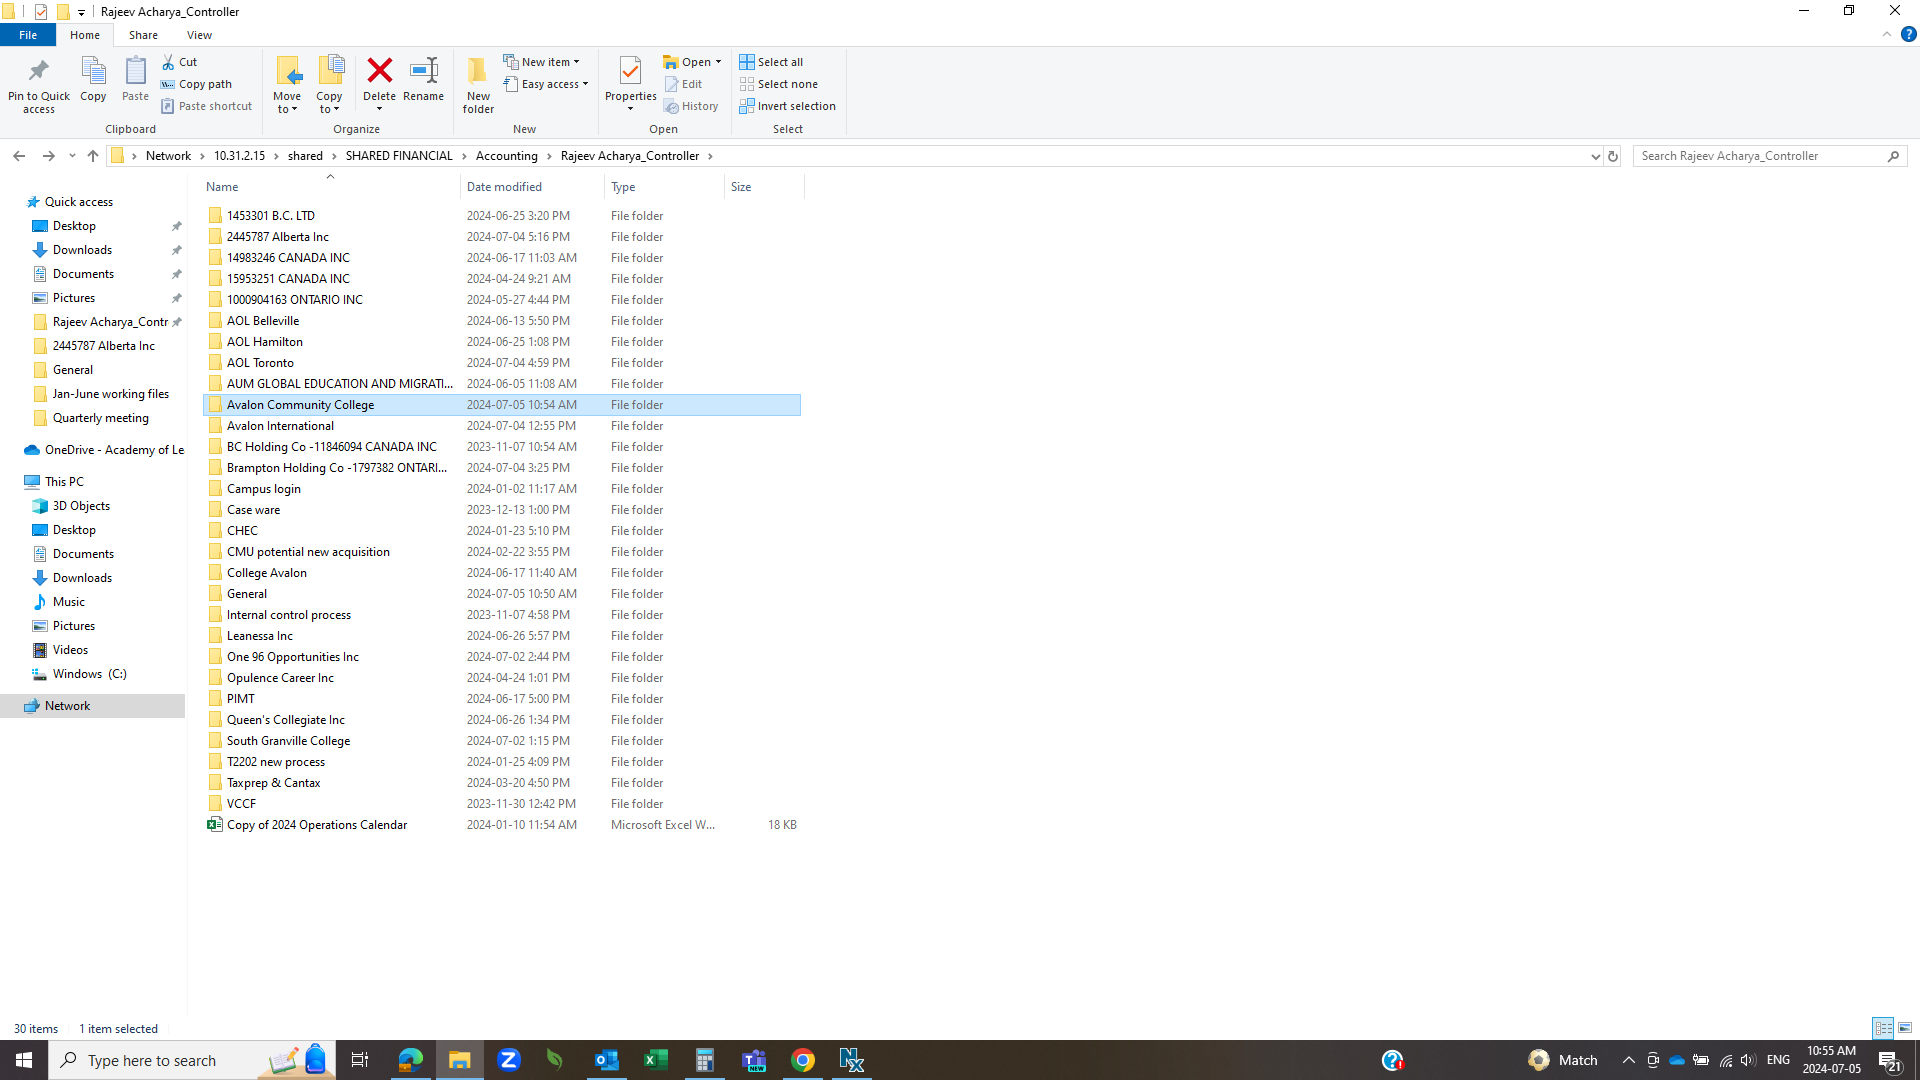 Rajeev Acharya_Controller
File Home Share View
Pin to Quick access
Copy
Paste
Cut
Copy path
Paste shortcut
Clipboard
Move to
Copy to
Delete
Rename
Organize
New folder
New item
Easy access
New
Properties
Open
Edit
History
Open
Select all
Select none
Invert selection
Select
Network 10.31.2.15 shared SHARED FINANCIAL Accounting Rajeev Acharya_Controller
Search Rajeev Acharya_Controller
Quick access
Desktop
Downloads
Documents
Pictures
Rajeev Acharya_Contr
2445787 Alberta Inc
General
Jan-June working files
Quarterly meeting
OneDrive - Academy of Le
This PC
3D Objects
Desktop
Documents
Downloads
Music
Pictures
Videos
Windows (C:)
Network
Name Date modified Type Size
1453301 B.C. LTD 2024-06-25 3:20 PM File folder
2445787 Alberta Inc 2024-07-04 5:16 PM File folder
14983246 CANADA INC 2024-06-17 11:03 AM File folder
15953251 CANADA INC 2024-04-24 9:21 AM File folder
1000904163 ONTARIO INC 2024-05-27 4:44 PM File folder
AOL Belleville 2024-06-13 5:50 PM File folder
AOL Hamilton 2024-06-25 1:08 PM File folder
AOL Toronto 2024-07-04 4:59 PM File folder
AUM GLOBAL EDUCATION AND MIGRATI... 2024-06-05 11:08 AM File folder
Avalon Community College 2024-07-05 10:54 AM File folder
Avalon International 2024-07-04 12:55 PM File folder
BC Holding Co -11846094 CANADA INC 2023-11-07 10:54 AM File folder
Brampton Holding Co -1797382 ONTARI... 2024-07-04 3:25 PM File folder
Campus login 2024-01-02 11:17 AM File folder
Case ware 2023-12-13 1:00 PM File folder
CHEC 2024-01-23 5:10 PM File folder
CMU potential new acquisition 2024-02-22 3:55 PM File folder
College Avalon 2024-06-17 11:40 AM File folder
General 2024-07-05 10:50 AM File folder
Internal control process 2023-11-07 4:58 PM File folder
Leanessa Inc 2024-06-26 5:57 PM File folder
One 96 Opportunities Inc 2024-07-02 2:44 PM File folder
Opulence Career Inc 2024-04-24 1:01 PM File folder
PIMT 2024-06-17 5:00 PM File folder
Queen's Collegiate Inc 2024-06-26 1:34 PM File folder
South Granville College 2024-07-02 1:15 PM File folder
T2202 new process 2024-01-25 4:09 PM File folder
Taxprep & Cantax 2024-03-20 4:50 PM File folder
VCCF 2023-11-30 12:42 PM File folder
Copy of 2024 Operations Calendar 2024-01-10 11:54 AM Microsoft Excel W... 18 KB
30 items 1 item selected
Type here to search
NEW
Match
ENG
10:55 AM
2024-07-05
21